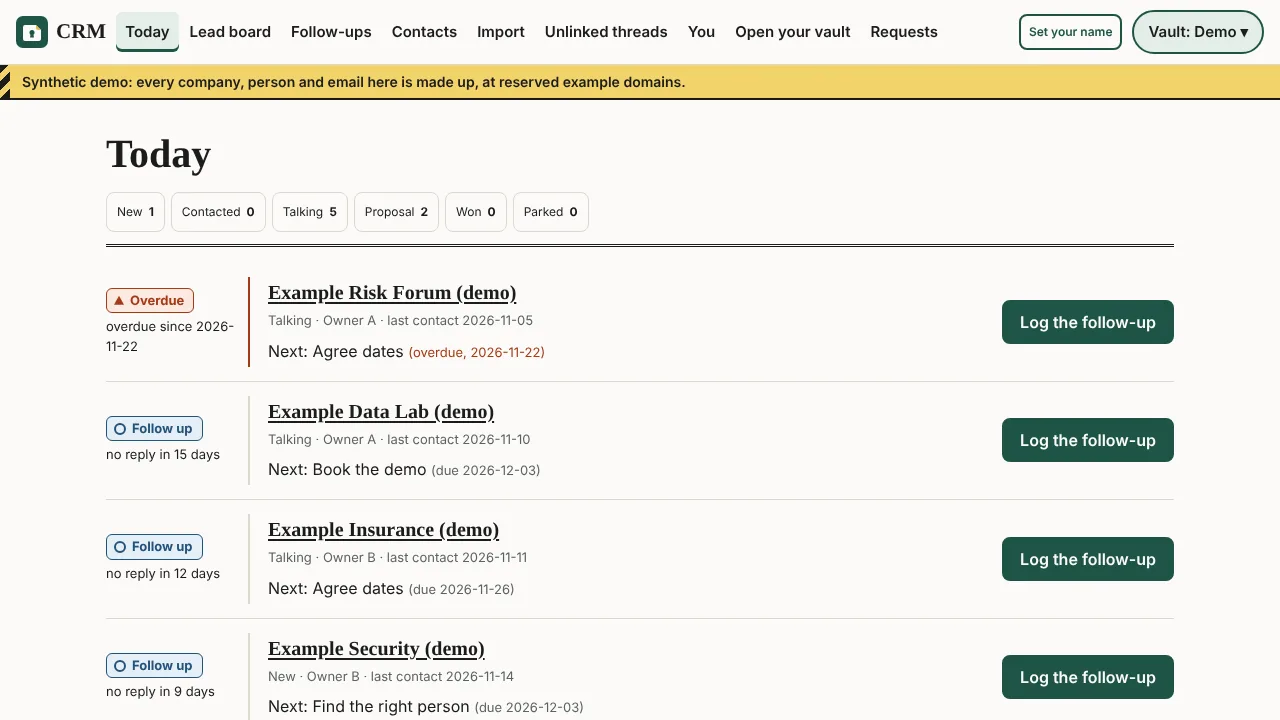 CRM
Today
Lead board
Follow-ups
Contacts
Import
Unlinked threads
You
Open your vault
Requests
Set your name
Vault: Demo ▾
Synthetic demo: every company, person and email here is made up, at reserved example domains.
Today
New 1
Contacted 0
Talking 5
Proposal 2
Won 0
Parked 0
Overdue
overdue since 2026-
11-22
Example Risk Forum (demo)
Talking · Owner A · last contact 2026-11-05
Next: Agree dates (overdue, 2026-11-22)
Log the follow-up
Follow up
no reply in 15 days
Example Data Lab (demo)
Talking · Owner A · last contact 2026-11-10
Next: Book the demo (due 2026-12-03)
Log the follow-up
Follow up
no reply in 12 days
Example Insurance (demo)
Talking · Owner B · last contact 2026-11-11
Next: Agree dates (due 2026-11-26)
Log the follow-up
Follow up
no reply in 9 days
Example Security (demo)
New · Owner B · last contact 2026-11-14
Next: Find the right person (due 2026-12-03)
Log the follow-up